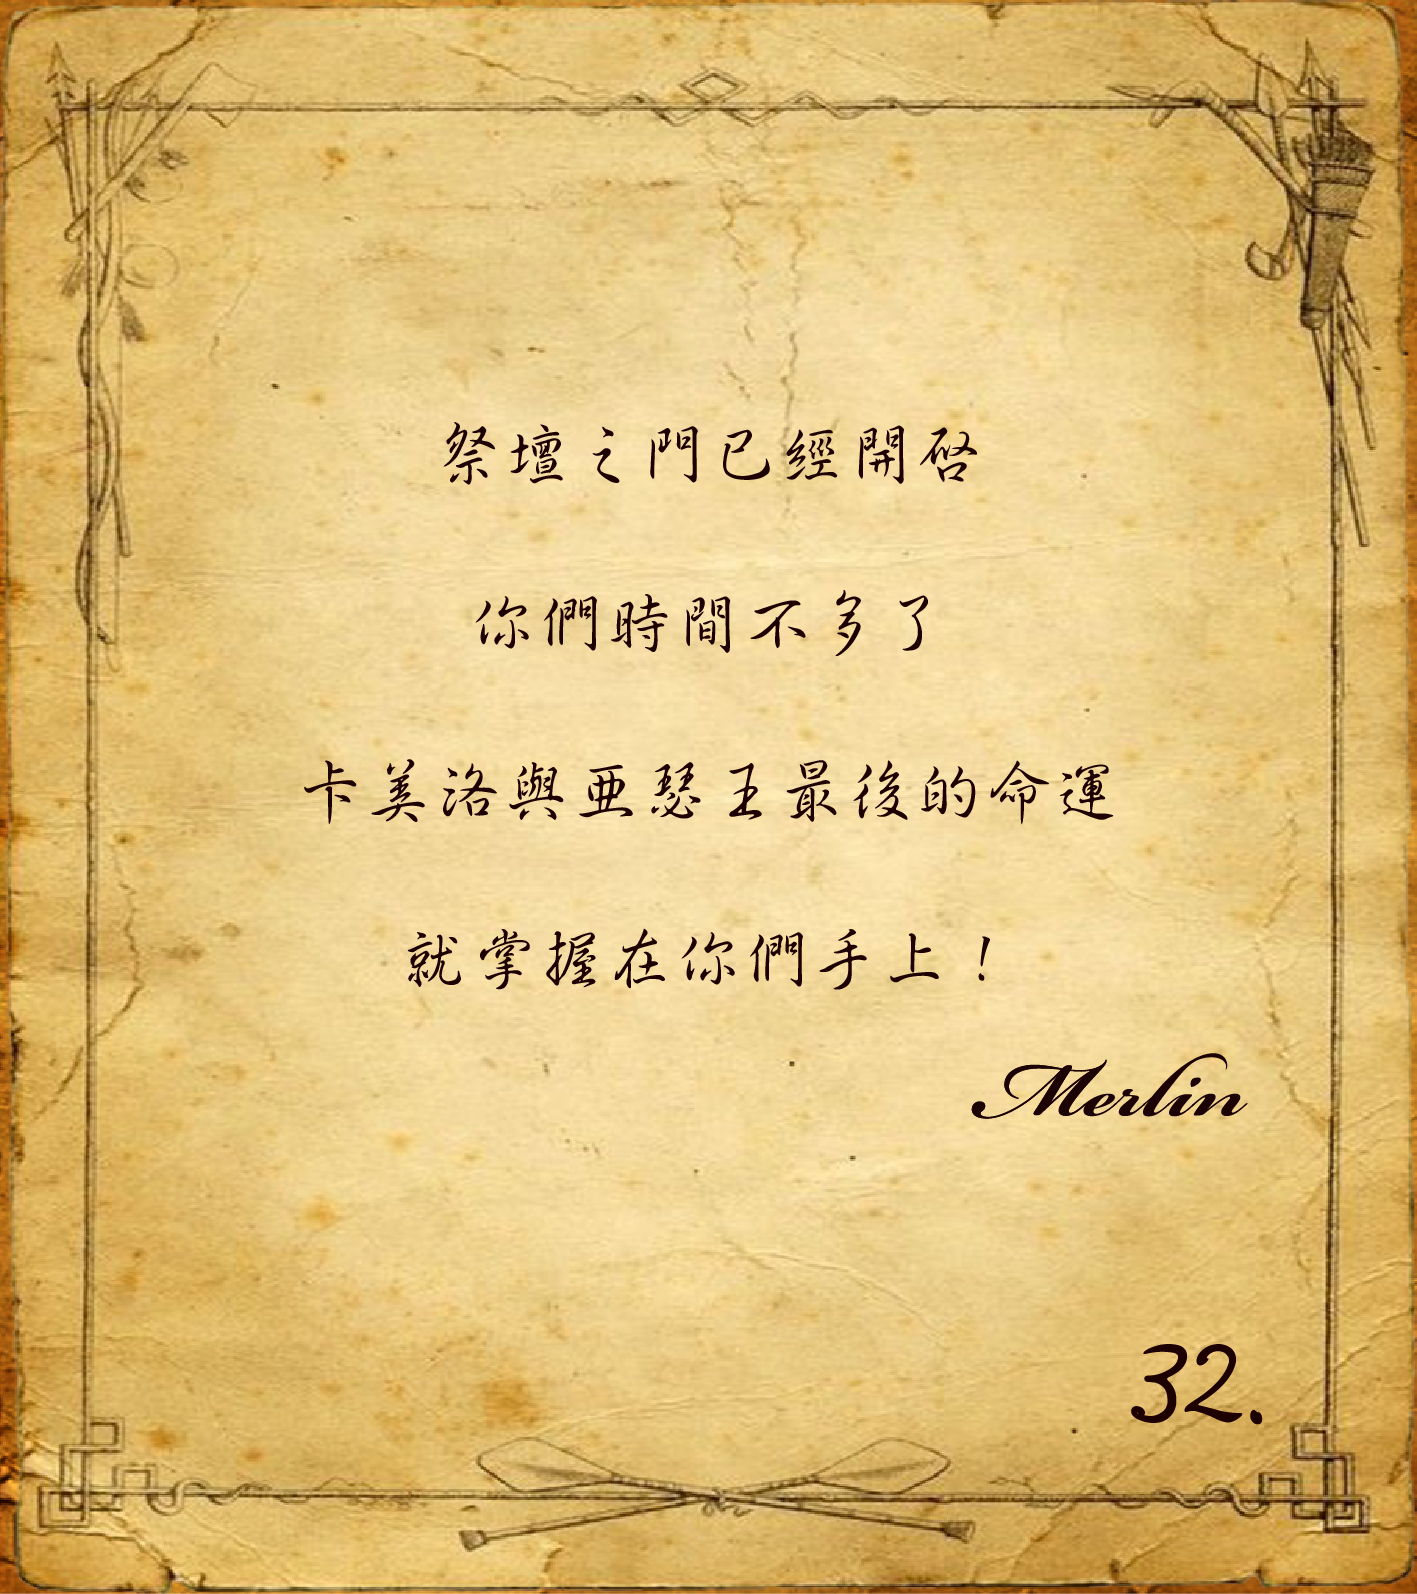 祭壇之門已經開啓
你們時間不多了
卡美洛與亞瑟王最後的命運
就掌握在你們手上！
Merlin
32.